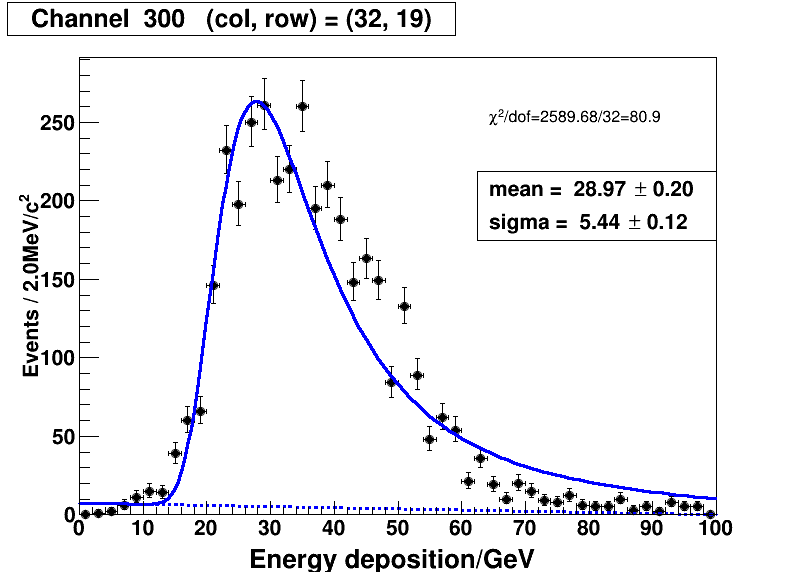 Channel 300 (col, row) = (32, 19)
χ²/dof=2589.68/32=80.9
mean = 28.97 ± 0.20
sigma = 5.44 ± 0.12
Events / 2.0MeV/c²
250
200
150
100
50
0
0 10 20 30 40 50 60 70 80 90 100
Energy deposition/GeV